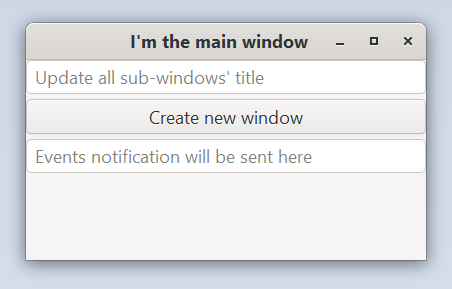 I'm the main window
Update all sub-windows' title
Create new window
Events notification will be sent here